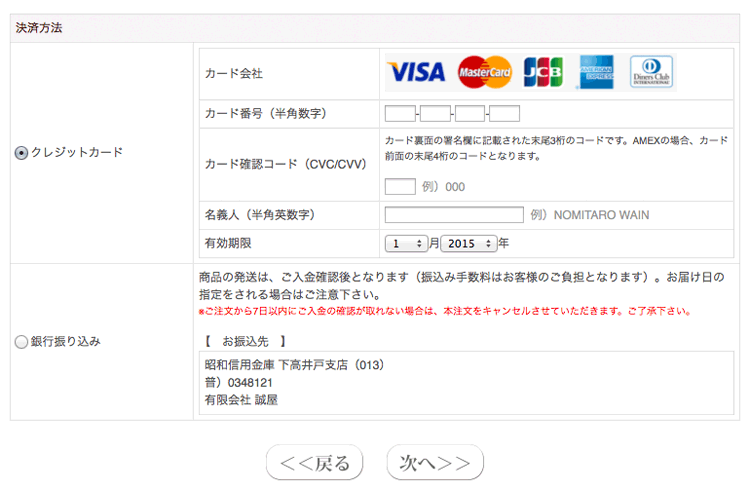 決済方法
クレジットカード
カード会社
VISA MasterCard JCB AMERICAN EXPRESS Diners Club INTERNATIONAL
カード番号（半角数字）
- - -
カード確認コード（CVC/CVV）
カード裏面の署名欄に記載された末尾3桁のコードです。AMEXの場合、カード
前面の末尾4桁のコードとなります。
例）000
名義人（半角英数字）
例）NOMITARO WAIN
有効期限
1 月 2015 年
銀行振り込み
商品の発送は、ご入金確認後となります（振込み手数料はお客様のご負担となります）。お届け日の
指定をされる場合はご注意下さい。
※ご注文から7日以内にご入金の確認が取れない場合は、本注文をキャンセルさせていただきます。ご了承下さい。
【　お振込先　】
昭和信用金庫 下高井戸支店（013）
普）0348121
有限会社 誠屋
＜＜戻る
次へ＞＞